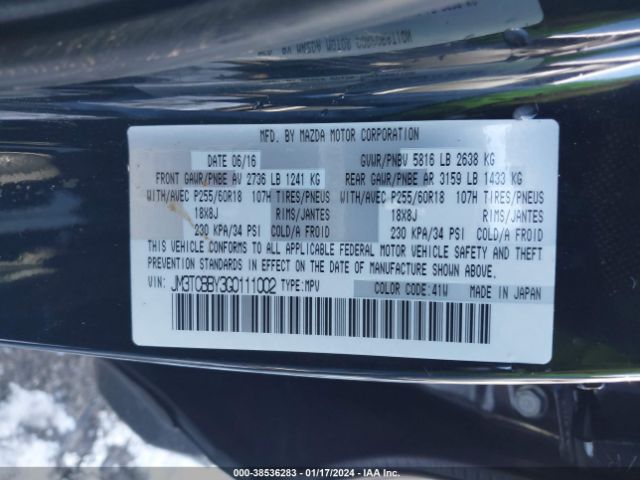 MFD. BY MAZDA MOTOR CORPORATION
DATE 06/16 GVWR/PNBV 5816 LB 2638 KG
FRONT GAWR/PNBE AV 2736 LB 1241 KG REAR GAWR/PNBE AR 3159 LB 1433 KG
WITH/AVEC P255/60R18 107H TIRES/PNEUS WITH/AVEC P255/60R18 107H TIRES/PNEUS
18X8J RIMS/JANTES 18X8J RIMS/JANTES
230 KPA/34 PSI COLD/A FROID 230 KPA/34 PSI COLD/A FROID
THIS VEHICLE CONFORMS TO ALL APPLICABLE FEDERAL MOTOR VEHICLE SAFETY AND THEFT
PREVENTION STANDARDS IN EFFECT ON THE DATE OF MANUFACTURE SHOWN ABOVE.
VIN: JM3TC5BY3G0111002 TYPE:MPV COLOR CODE:41W MADE IN JAPAN
000-38536283 - 01/17/2024 - IAAI.COM